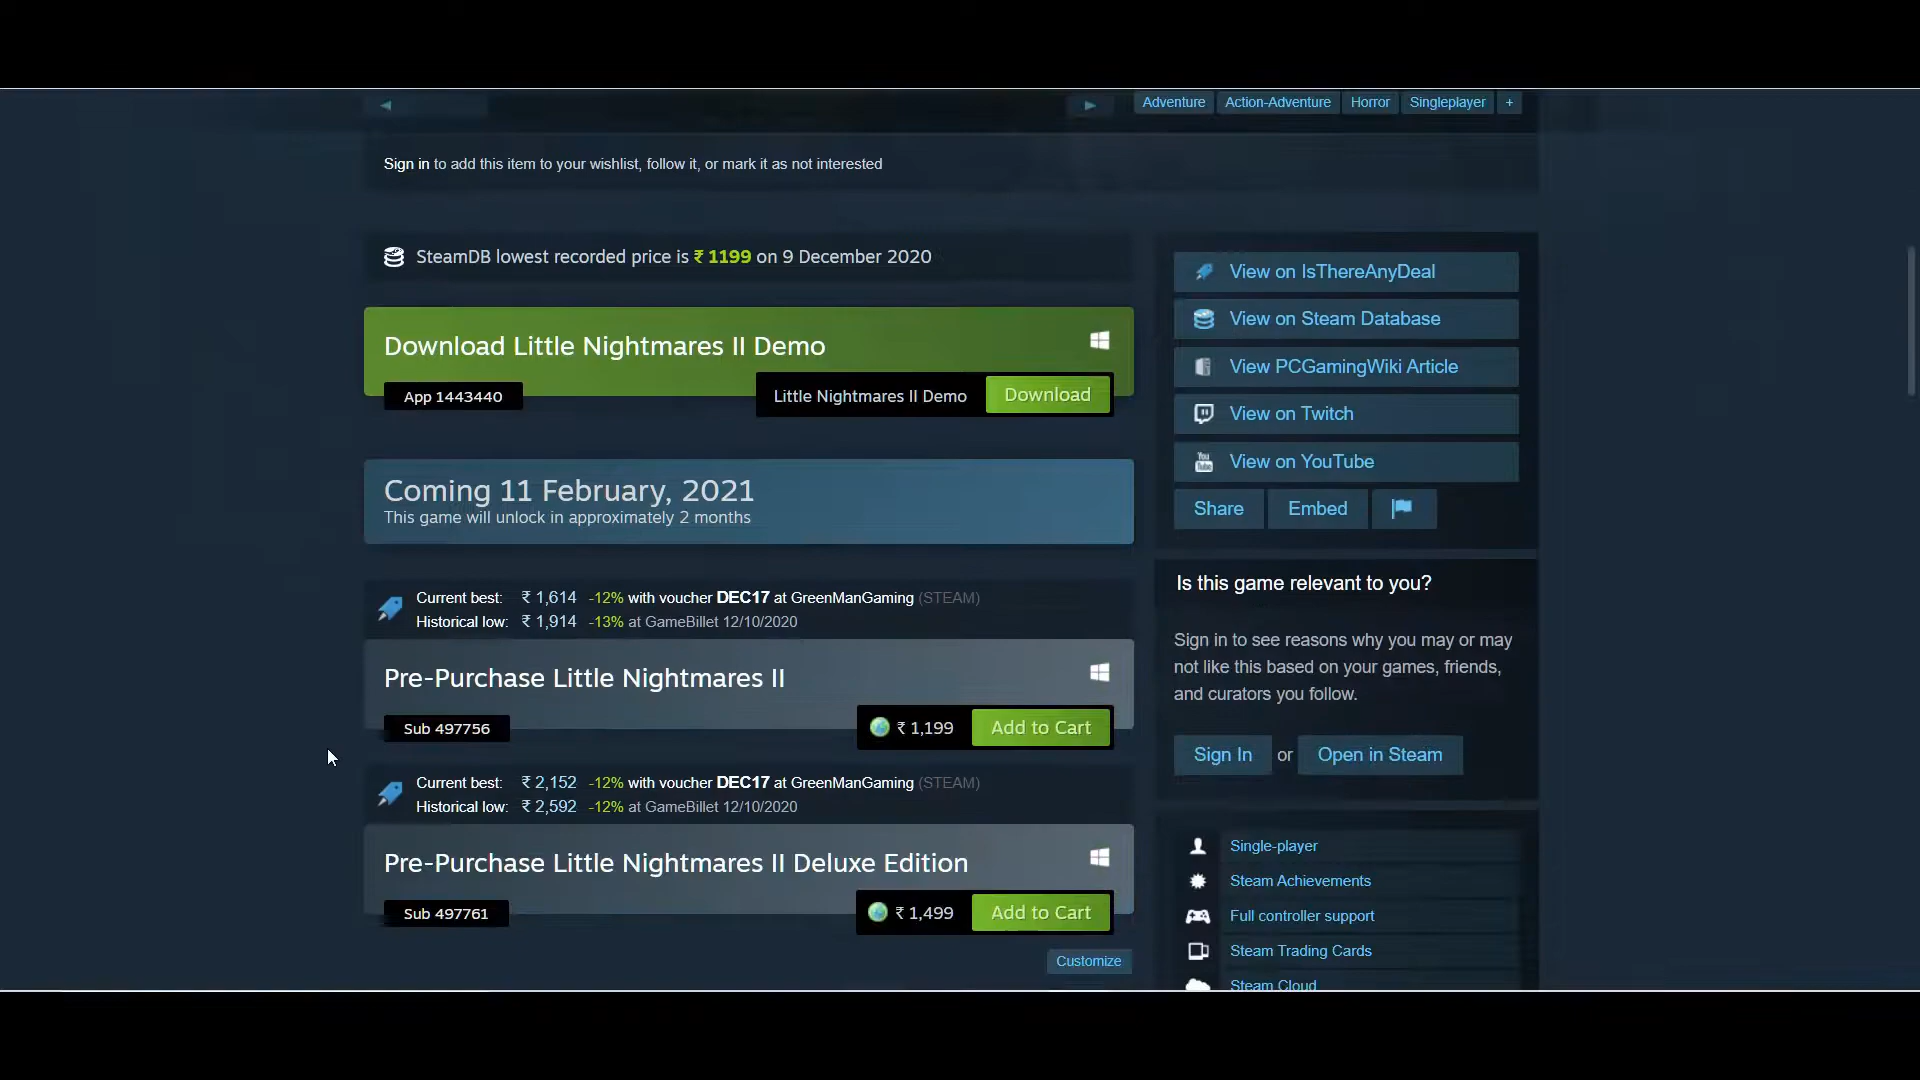 Adventure Action-Adventure Horror Singleplayer +
Sign in to add this item to your wishlist, follow it, or mark it as not interested
SteamDB lowest recorded price is ₹ 1199 on 9 December 2020
Download Little Nightmares II Demo
App 1443440
Little Nightmares II Demo Download
Coming 11 February, 2021
This game will unlock in approximately 2 months
Current best: ₹ 1,614 -12% with voucher DEC17 at GreenManGaming (STEAM)
Historical low: ₹ 1,914 -13% at GameBillet 12/10/2020
Pre-Purchase Little Nightmares II
Sub 497756
₹ 1,199 Add to Cart
Current best: ₹ 2,152 -12% with voucher DEC17 at GreenManGaming (STEAM)
Historical low: ₹ 2,592 -12% at GameBillet 12/10/2020
Pre-Purchase Little Nightmares II Deluxe Edition
Sub 497761
₹ 1,499 Add to Cart
Customize
View on IsThereAnyDeal
View on Steam Database
View PCGamingWiki Article
View on Twitch
You Tube View on YouTube
Share Embed
Is this game relevant to you?
Sign in to see reasons why you may or may
not like this based on your games, friends,
and curators you follow.
Sign In or Open in Steam
Single-player
Steam Achievements
Full controller support
Steam Trading Cards
Steam Cloud